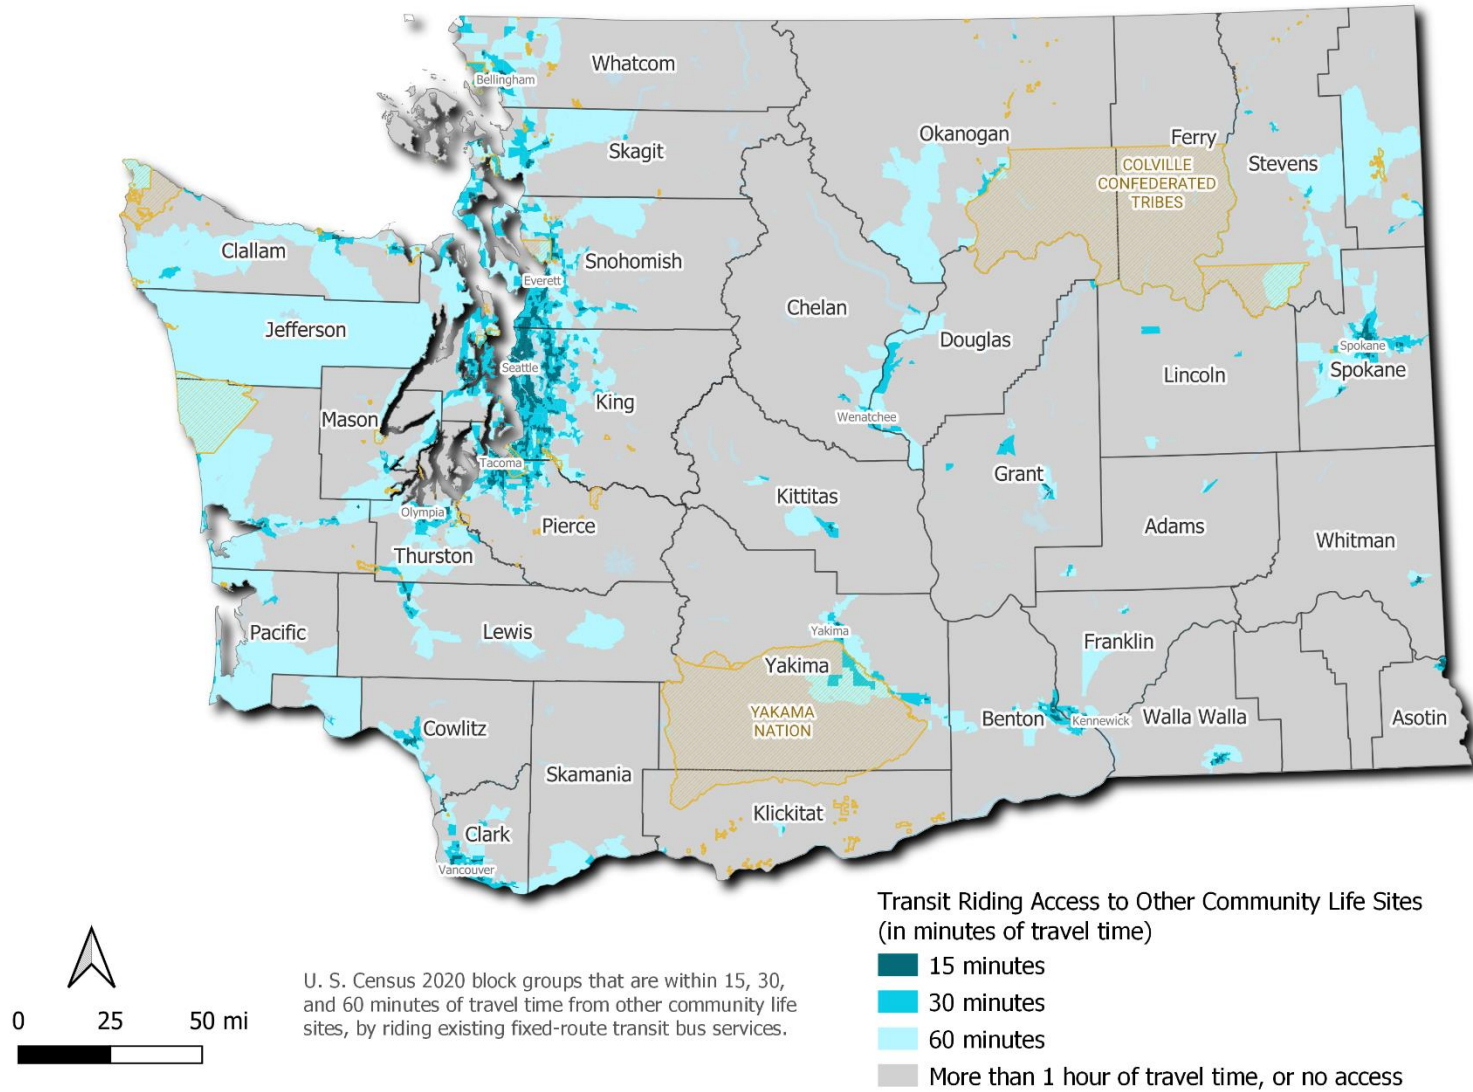 Whatcom
Bellingham
Skagit
Okanogan
Ferry
Stevens
COLVILLE
CONFEDERATED
TRIBES
Clallam
Snohomish
Everett
Chelan
Jefferson
Douglas
Seattle
Spokane
Spokane
Lincoln
King
Mason
Wenatchee
Tacoma
Grant
Kittitas
Olympia
Pierce
Adams
Whitman
Thurston
Pacific
Lewis
Yakima
Franklin
Yakima
YAKAMA
NATION
Benton
Kennewick
Walla Walla
Asotin
Cowlitz
Skamania
Klickitat
Clark
Vancouver
Transit Riding Access to Other Community Life Sites
(in minutes of travel time)
15 minutes
30 minutes
60 minutes
More than 1 hour of travel time, or no access
U. S. Census 2020 block groups that are within 15, 30,
and 60 minutes of travel time from other community life
sites, by riding existing fixed-route transit bus services.
0 25 50 mi